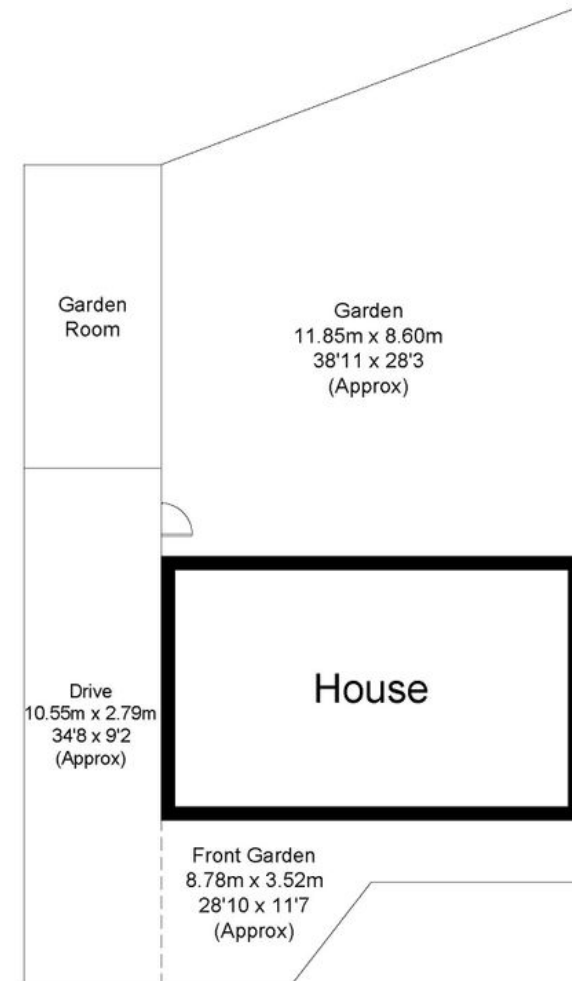 Garden
Room
Garden
11.85m x 8.60m
38'11 x 28'3
(Approx)
House
Drive
10.55m x 2.79m
34'8 x 9'2
(Approx)
Front Garden
8.78m x 3.52m
28'10 x 11'7
(Approx)